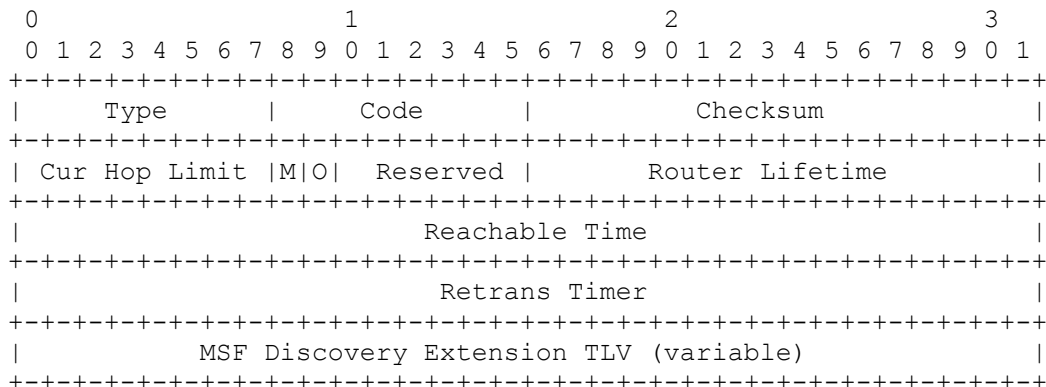 0                   1                   2                   3
 0 1 2 3 4 5 6 7 8 9 0 1 2 3 4 5 6 7 8 9 0 1 2 3 4 5 6 7 8 9 0 1
+-+-+-+-+-+-+-+-+-+-+-+-+-+-+-+-+-+-+-+-+-+-+-+-+-+-+-+-+-+-+-+-+
|     Type      |     Code      |          Checksum             |
+-+-+-+-+-+-+-+-+-+-+-+-+-+-+-+-+-+-+-+-+-+-+-+-+-+-+-+-+-+-+-+-+
| Cur Hop Limit |M|O|  Reserved |       Router Lifetime         |
+-+-+-+-+-+-+-+-+-+-+-+-+-+-+-+-+-+-+-+-+-+-+-+-+-+-+-+-+-+-+-+-+
|                         Reachable Time                        |
+-+-+-+-+-+-+-+-+-+-+-+-+-+-+-+-+-+-+-+-+-+-+-+-+-+-+-+-+-+-+-+-+
|                          Retrans Timer                        |
+-+-+-+-+-+-+-+-+-+-+-+-+-+-+-+-+-+-+-+-+-+-+-+-+-+-+-+-+-+-+-+-+
|           MSF Discovery Extension TLV (variable)              |
+-+-+-+-+-+-+-+-+-+-+-+-+-+-+-+-+-+-+-+-+-+-+-+-+-+-+-+-+-+-+-+-+